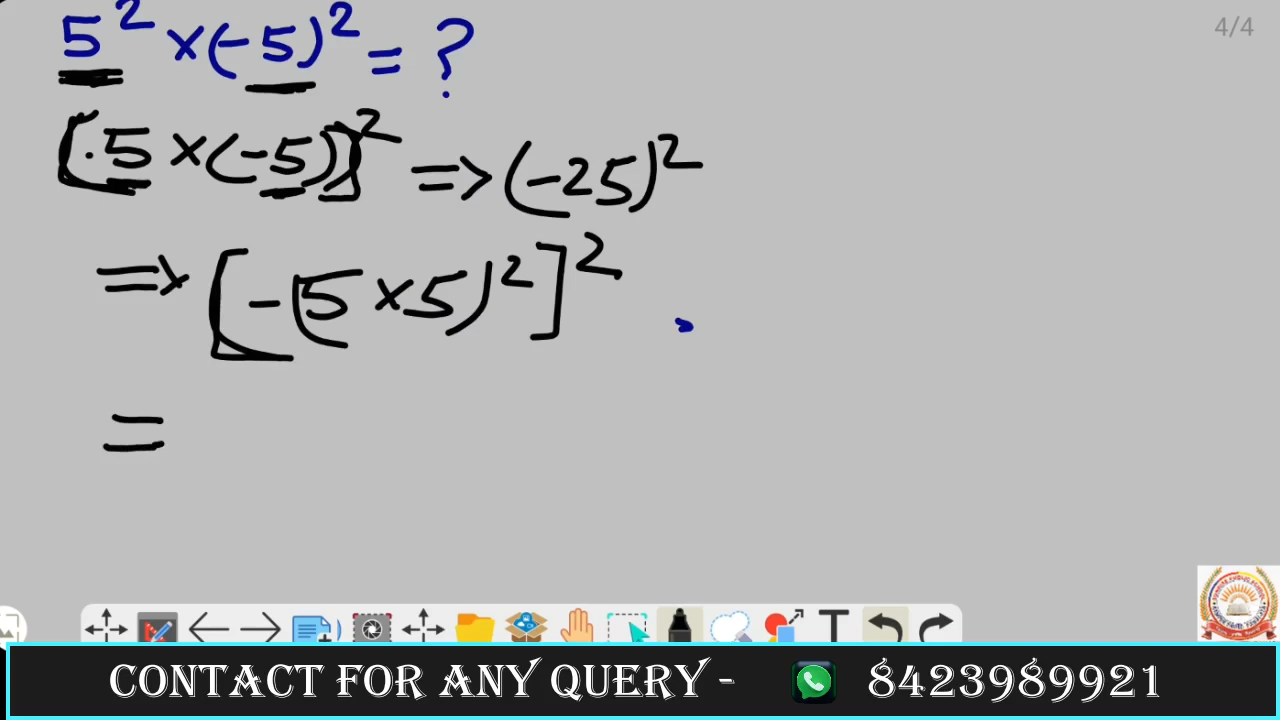 4/4
5² × (-5)² = ?
[.5 × (-5)]² => (-25)²
=> [-(5 × 5)²]²
=
T
CONTACT FOR ANY QUERY - 8423989921